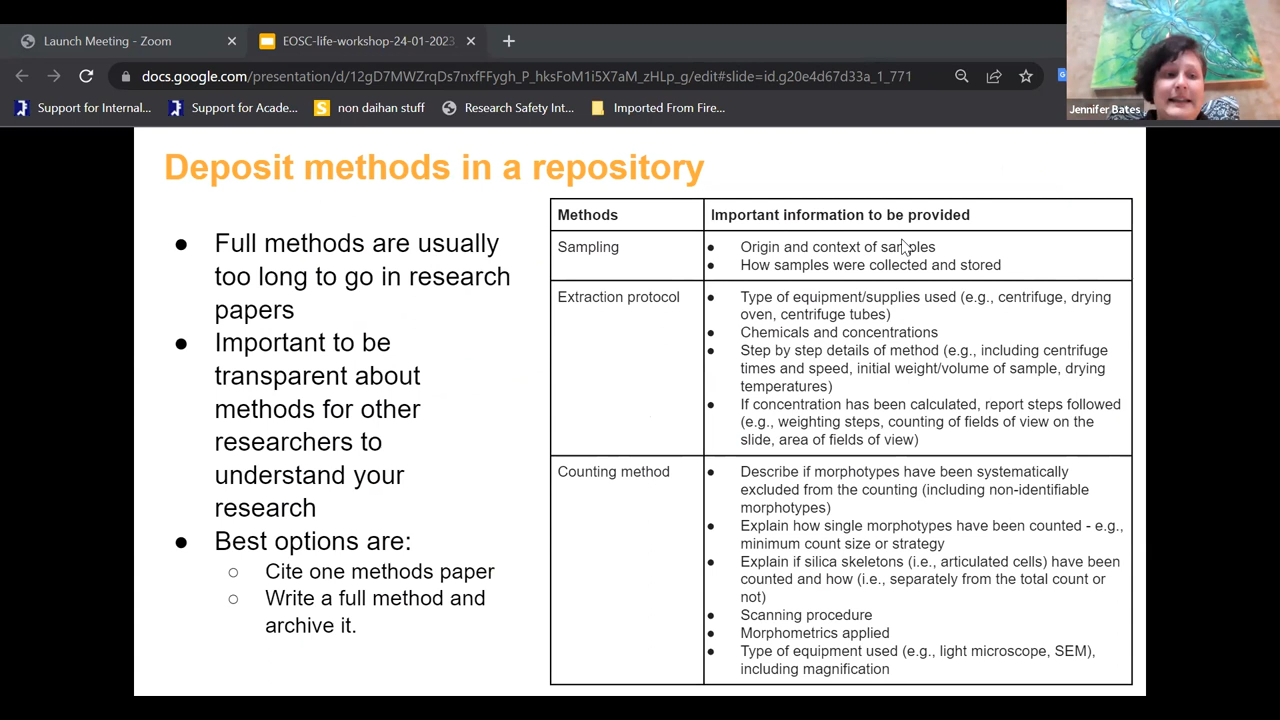 Launch Meeting - Zoom
EOSC-life-workshop-24-01-2023
docs.google.com/presentation/d/12gD7MWZrqDs7nxfFFygh_P_hksFoM1i5X7aM_zHLp_g/edit#slide=id.g20e4d67d33a_1_771
Support for Internal...
Support for Acade...
non daihan stuff
Research Safety Int...
Imported From Fire...
Jennifer Bates
Deposit methods in a repository
Full methods are usually
too long to go in research
papers
Important to be
transparent about
methods for other
researchers to
understand your
research
Best options are:
Cite one methods paper
Write a full method and
archive it.
Methods Important information to be provided
Sampling
Origin and context of samples
How samples were collected and stored
Extraction protocol
Type of equipment/supplies used (e.g., centrifuge, drying
oven, centrifuge tubes)
Chemicals and concentrations
Step by step details of method (e.g., including centrifuge
times and speed, initial weight/volume of sample, drying
temperatures)
If concentration has been calculated, report steps followed
(e.g., weighting steps, counting of fields of view on the
slide, area of fields of view)
Counting method
Describe if morphotypes have been systematically
excluded from the counting (including non-identifiable
morphotypes)
Explain how single morphotypes have been counted - e.g.,
minimum count size or strategy
Explain if silica skeletons (i.e., articulated cells) have been
counted and how (i.e., separately from the total count or
not)
Scanning procedure
Morphometrics applied
Type of equipment used (e.g., light microscope, SEM),
including magnification